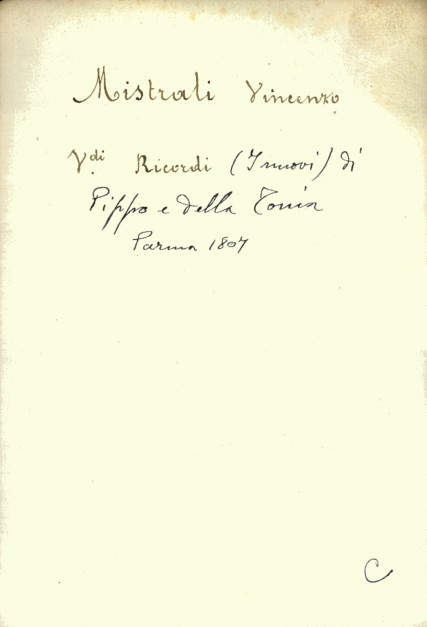 Mistrali Vincenzo
V.di Ricordi (I nuovi) di
Pippo e della Tonia
Parma 1807
C